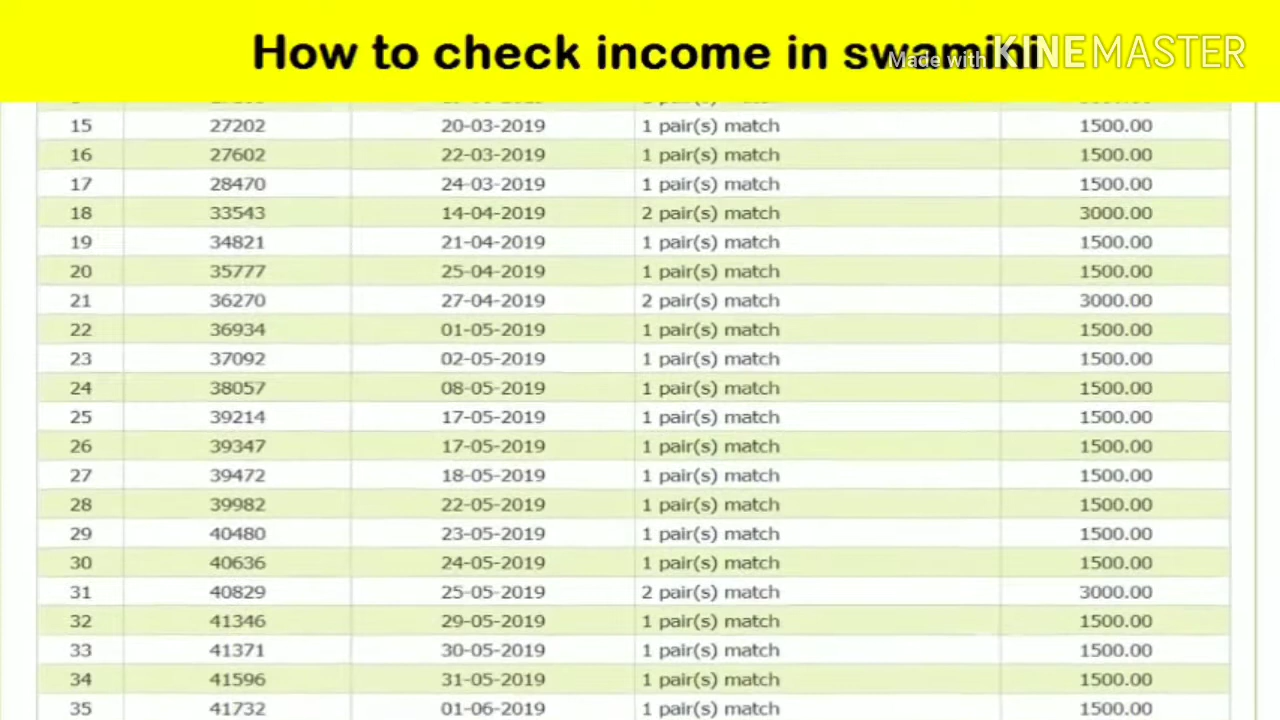 How to check income in swamini
Made with KINEMASTER
15 27202 20-03-2019 1 pair(s) match 1500.00
16 27602 22-03-2019 1 pair(s) match 1500.00
17 28470 24-03-2019 1 pair(s) match 1500.00
18 33543 14-04-2019 2 pair(s) match 3000.00
19 34821 21-04-2019 1 pair(s) match 1500.00
20 35777 25-04-2019 1 pair(s) match 1500.00
21 36270 27-04-2019 2 pair(s) match 3000.00
22 36934 01-05-2019 1 pair(s) match 1500.00
23 37092 02-05-2019 1 pair(s) match 1500.00
24 38057 08-05-2019 1 pair(s) match 1500.00
25 39214 17-05-2019 1 pair(s) match 1500.00
26 39347 17-05-2019 1 pair(s) match 1500.00
27 39472 18-05-2019 1 pair(s) match 1500.00
28 39982 22-05-2019 1 pair(s) match 1500.00
29 40480 23-05-2019 1 pair(s) match 1500.00
30 40636 24-05-2019 1 pair(s) match 1500.00
31 40829 25-05-2019 2 pair(s) match 3000.00
32 41346 29-05-2019 1 pair(s) match 1500.00
33 41371 30-05-2019 1 pair(s) match 1500.00
34 41596 31-05-2019 1 pair(s) match 1500.00
35 41732 01-06-2019 1 pair(s) match 1500.00